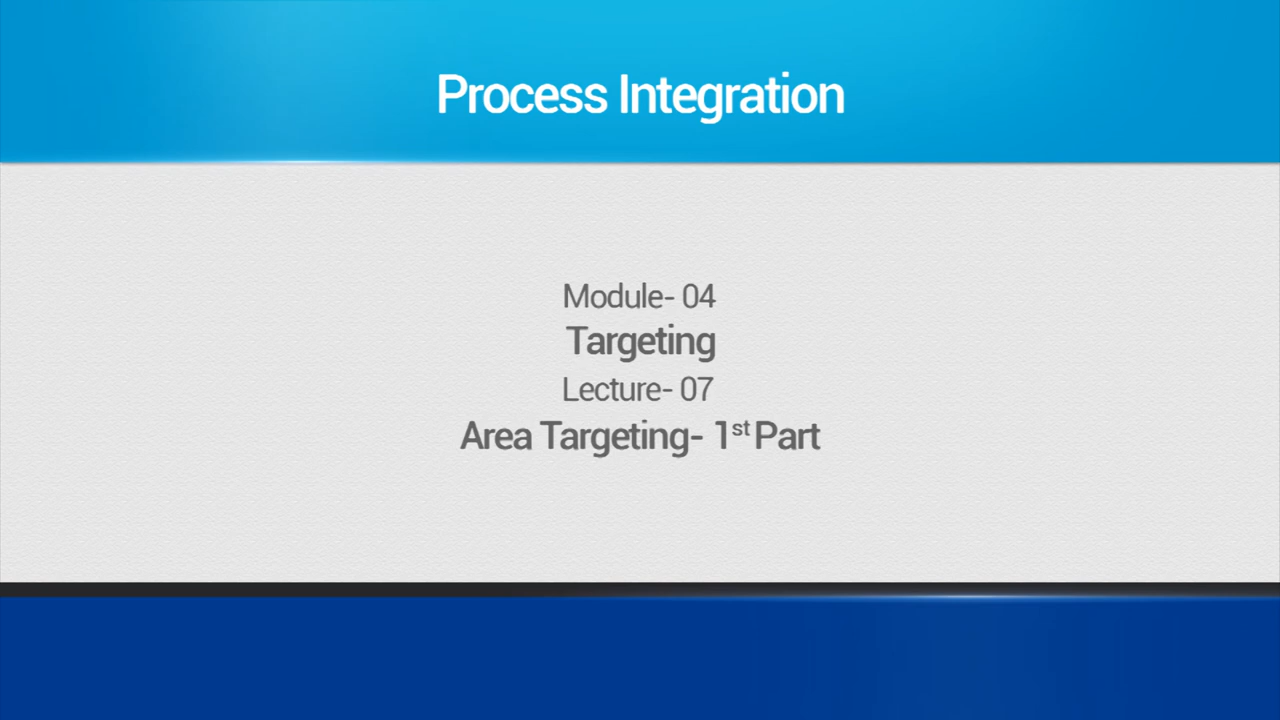 Process Integration
Module- 04
Targeting
Lecture- 07
Area Targeting- 1st Part